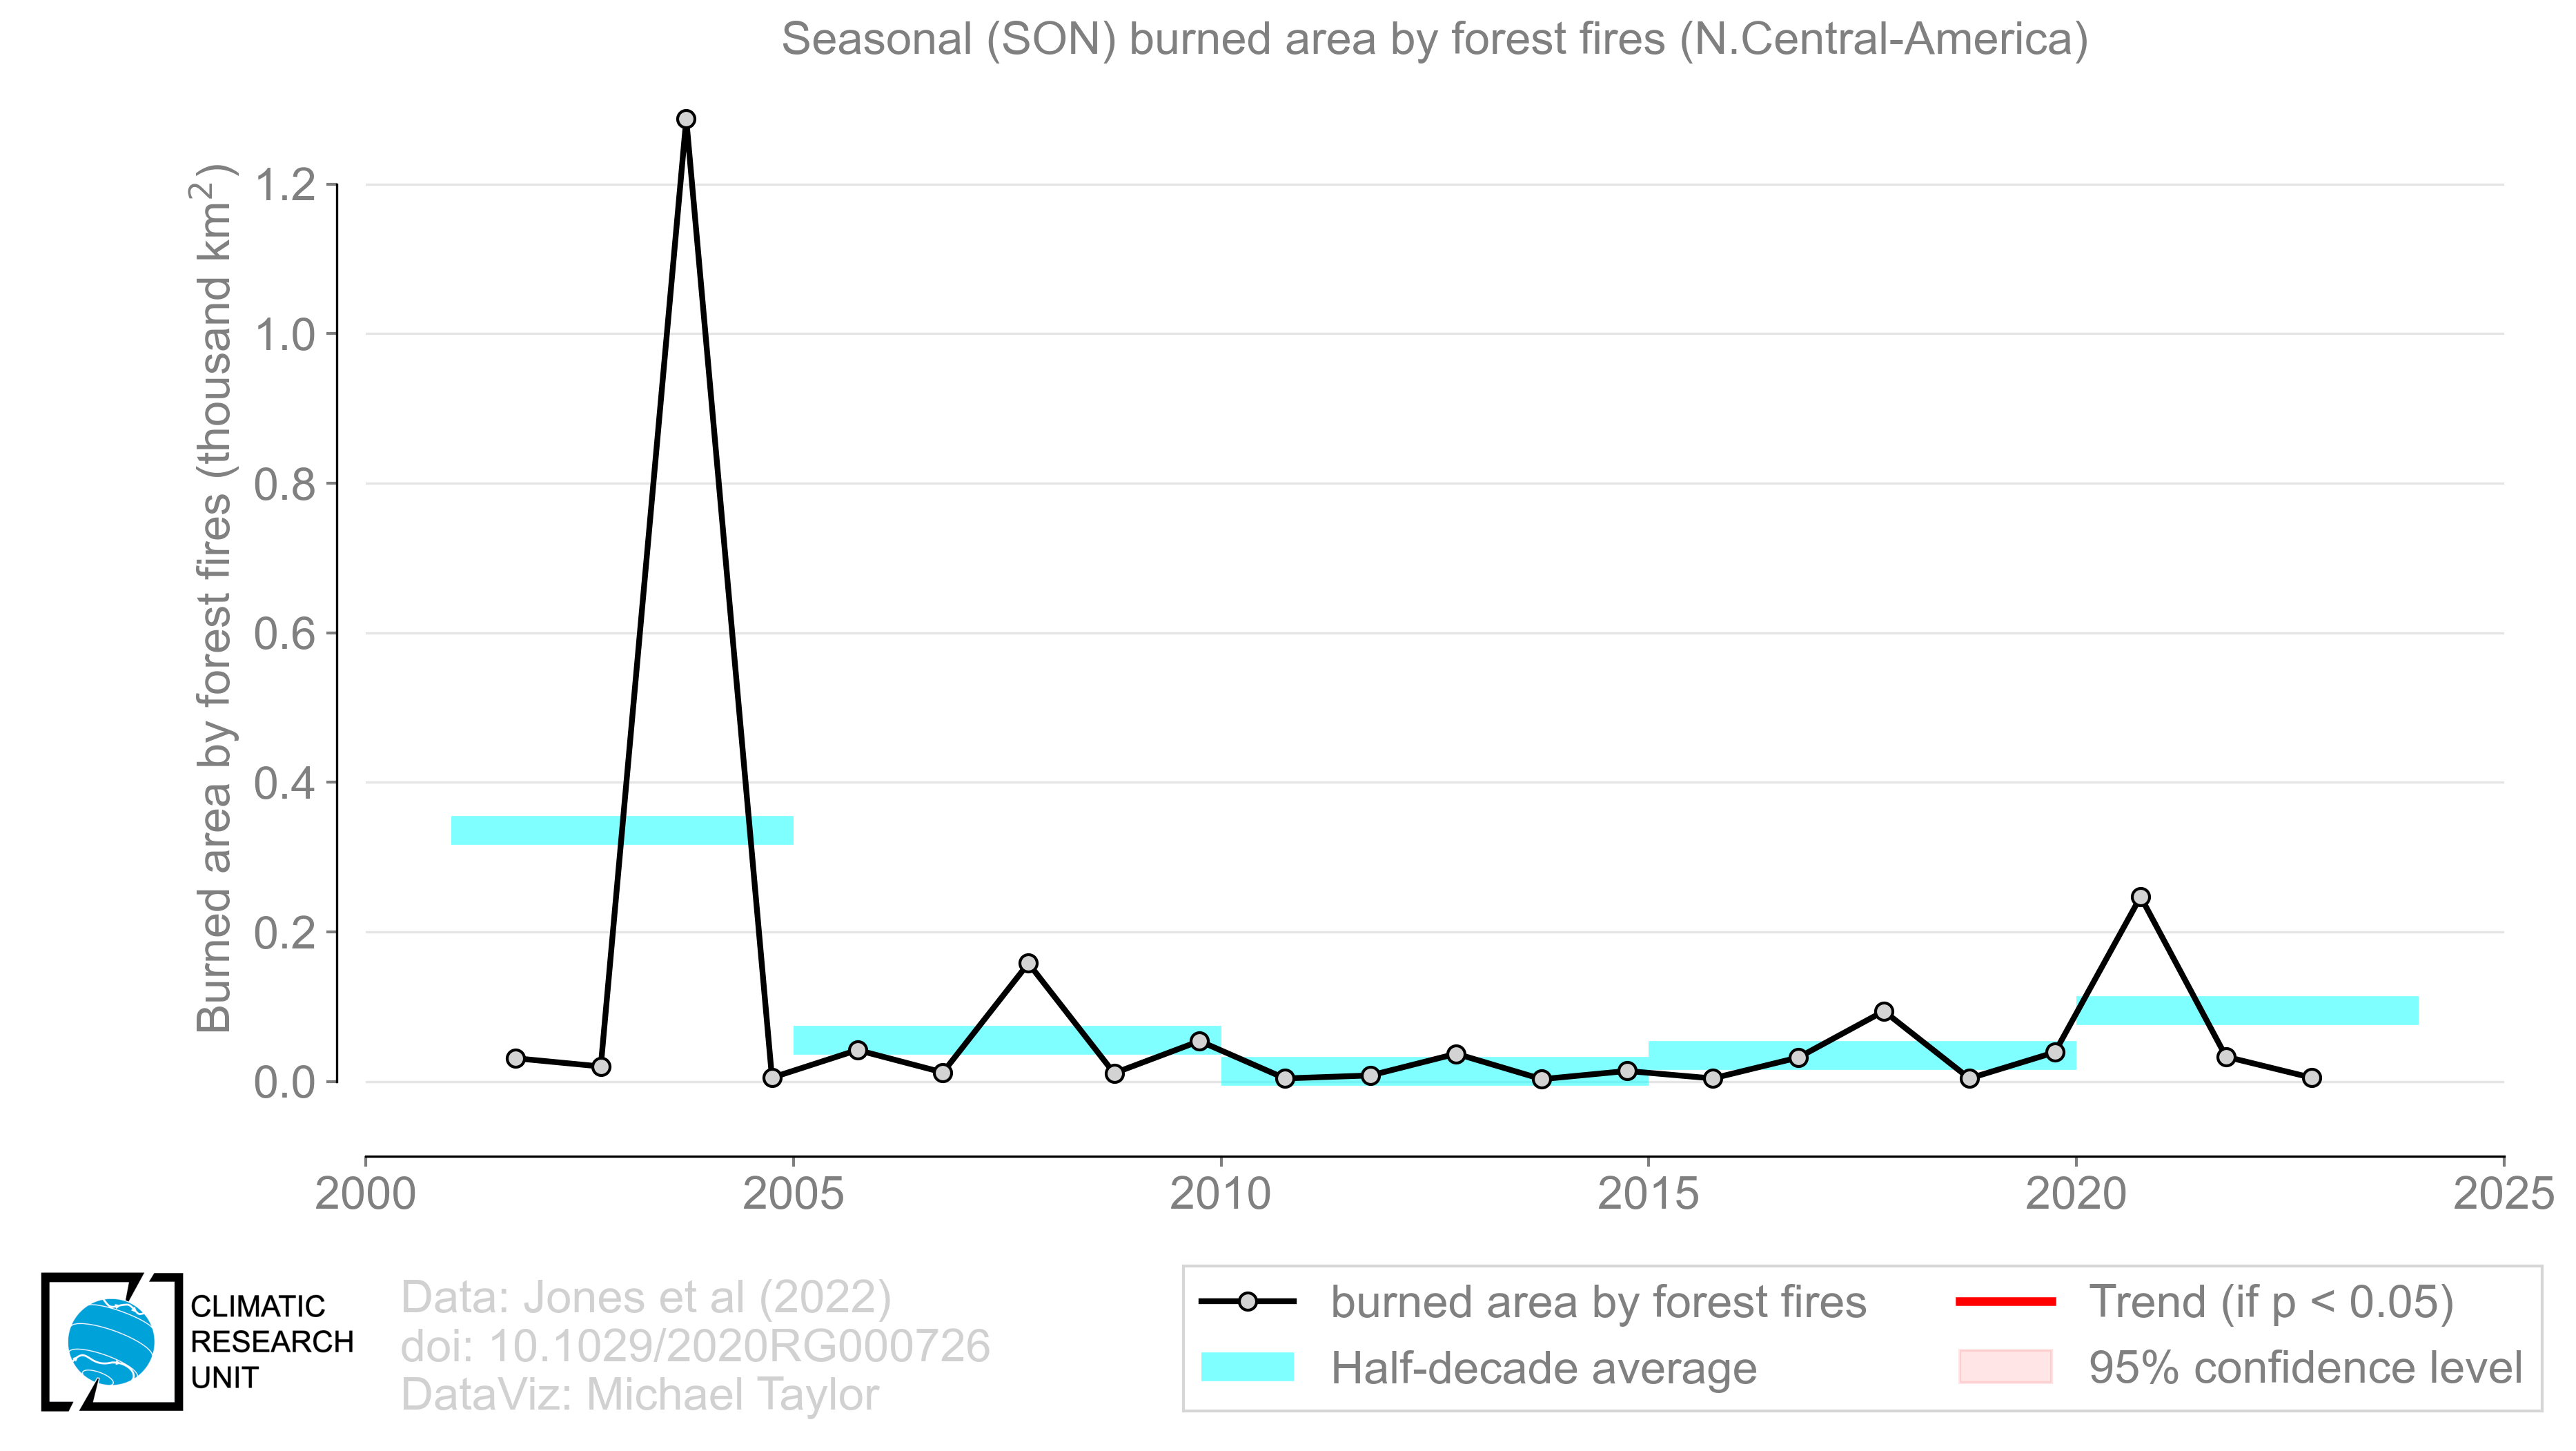 Seasonal (SON) burned area by forest fires (N.Central-America)
Burned area by forest fires (thousand km²)
1.2
1.0
0.8
0.6
0.4
0.2
0.0
2000
2005
2010
2015
2020
2025
CLIMATIC
RESEARCH
UNIT
Data: Jones et al (2022)
doi: 10.1029/2020RG000726
DataViz: Michael Taylor
burned area by forest fires
Half-decade average
Trend (if p < 0.05)
95% confidence level